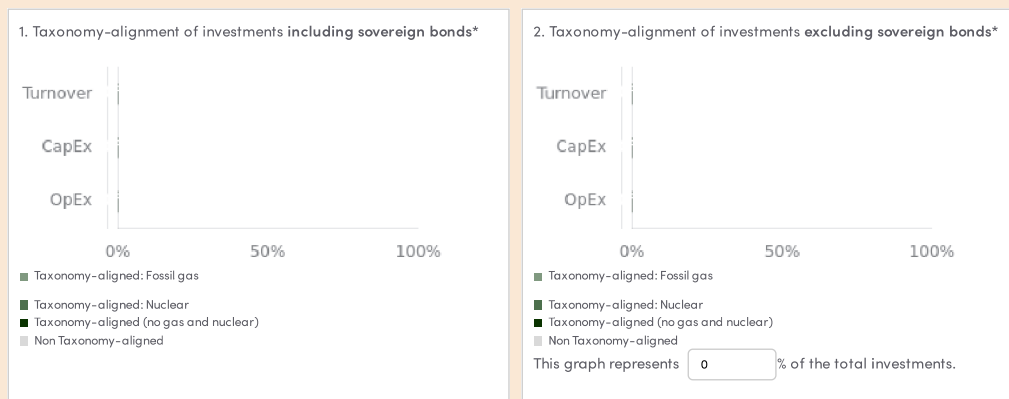 1. Taxonomy-alignment of investments including sovereign bonds*
Turnover
CapEx
OpEx
0% 50% 100%
Taxonomy-aligned: Fossil gas
Taxonomy-aligned: Nuclear
Taxonomy-aligned (no gas and nuclear)
Non Taxonomy-aligned
2. Taxonomy-alignment of investments excluding sovereign bonds*
Turnover
CapEx
OpEx
0% 50% 100%
Taxonomy-aligned: Fossil gas
Taxonomy-aligned: Nuclear
Taxonomy-aligned (no gas and nuclear)
Non Taxonomy-aligned
This graph represents 0 % of the total investments.